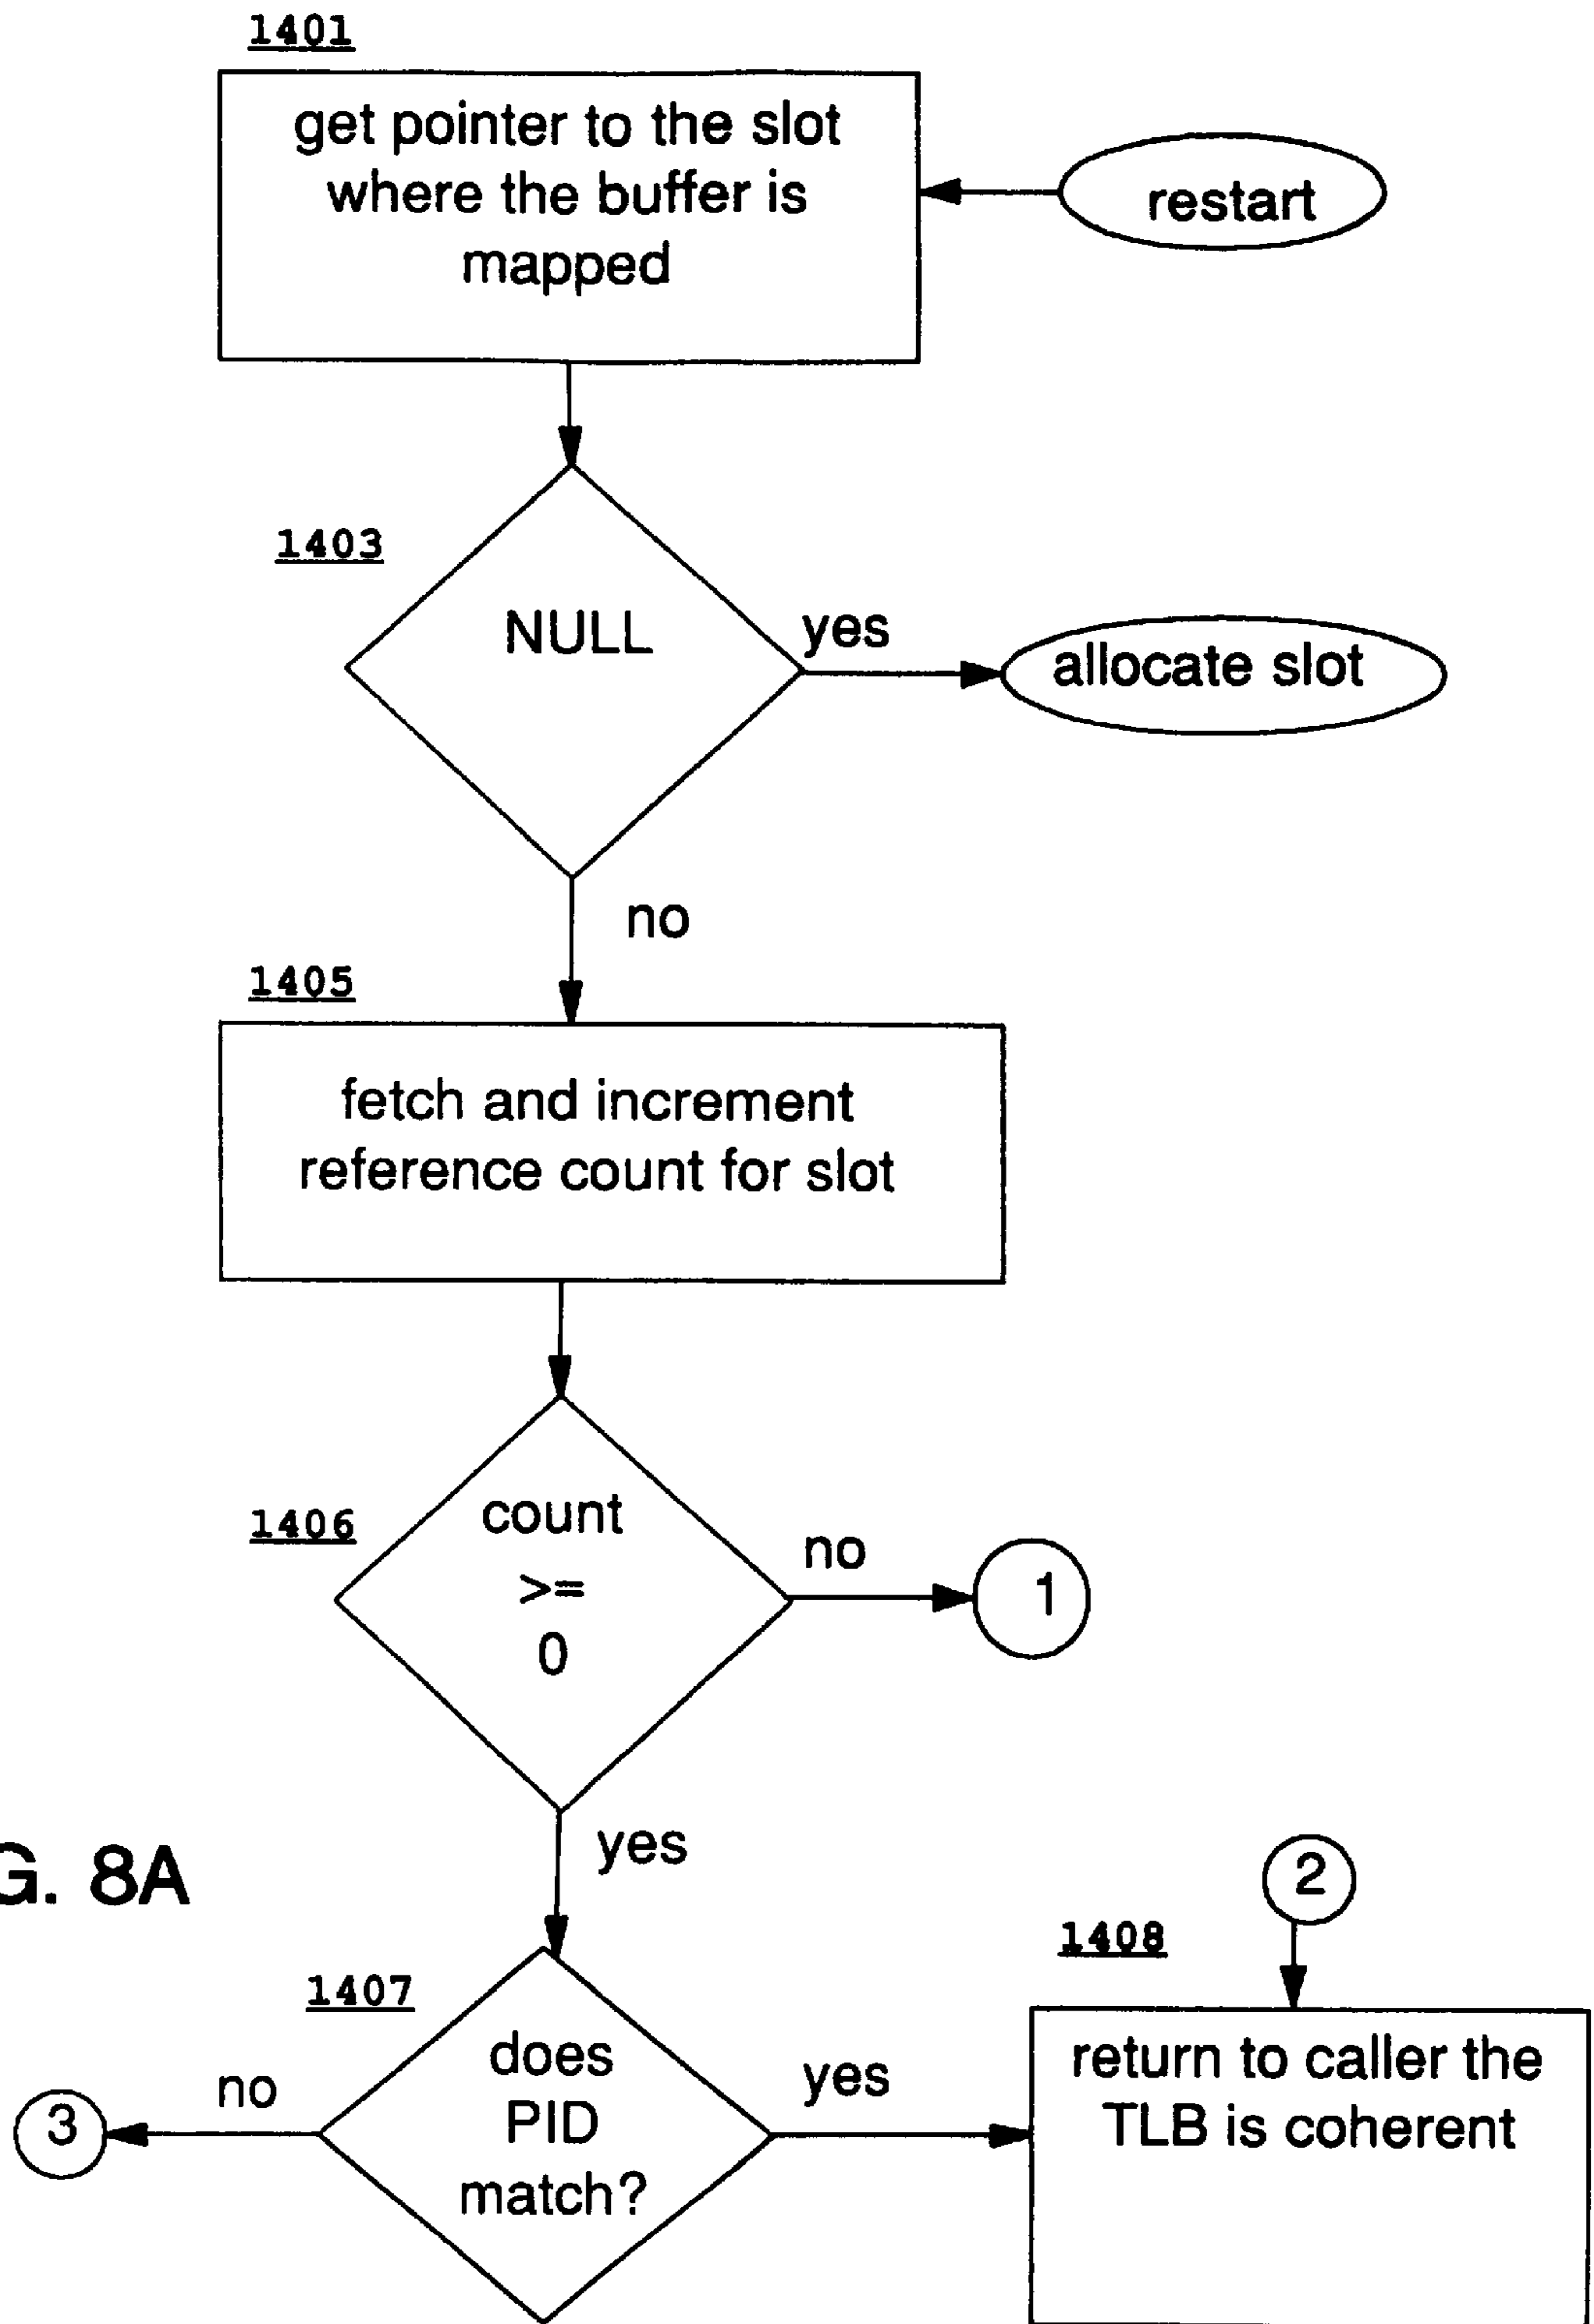 1401
get pointer to the slot
where the buffer is
mapped
restart
1403
NULL
yes
allocate slot
no
1405
fetch and increment
reference count for slot
1406
count
>=
0
no
1
yes
G. 8A
2
1408
1407
does
PID
match?
no
3
yes
return to caller the
TLB is coherent